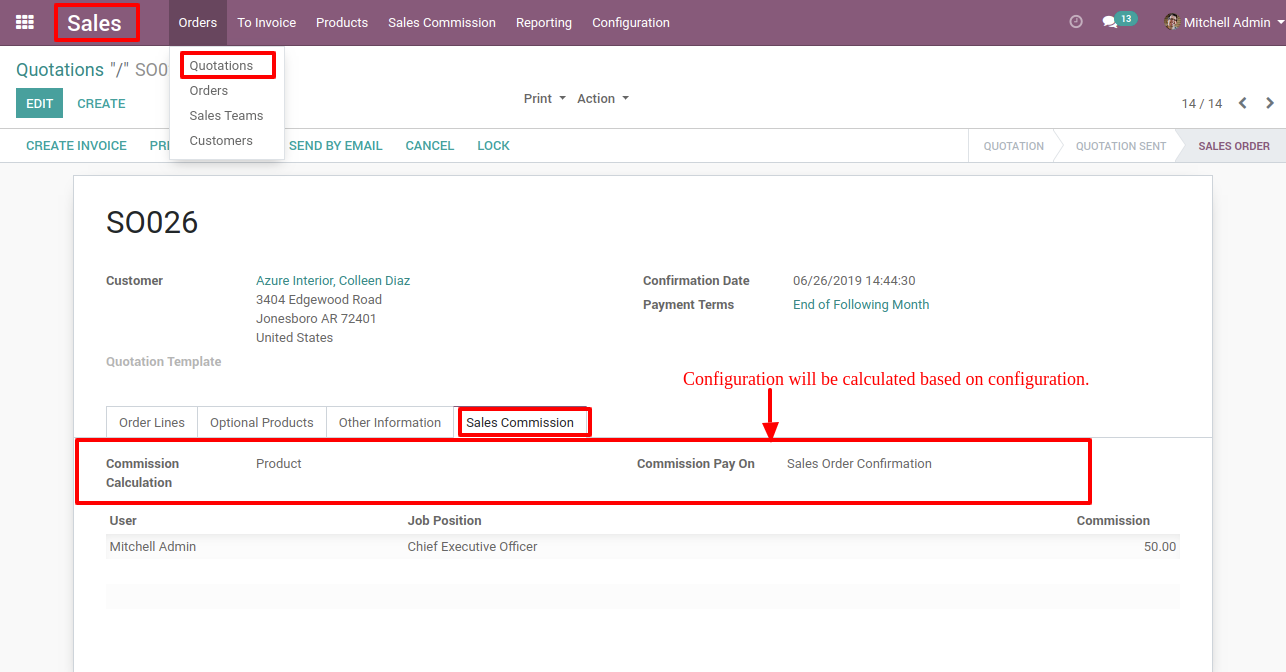 Sales
Orders
To Invoice
Products
Sales Commission
Reporting
Configuration
13
Mitchell Admin
Quotations "/" SO0
Quotations
Orders
Sales Teams
Customers
EDIT
CREATE
Print
Action
14 / 14
CREATE INVOICE
PRI
SEND BY EMAIL
CANCEL
LOCK
QUOTATION
QUOTATION SENT
SALES ORDER
SO026
Customer
Azure Interior, Colleen Diaz
3404 Edgewood Road
Jonesboro AR 72401
United States
Confirmation Date
06/26/2019 14:44:30
Payment Terms
End of Following Month
Quotation Template
Configuration will be calculated based on configuration.
Order Lines
Optional Products
Other Information
Sales Commission
Commission
Calculation
Product
Commission Pay On
Sales Order Confirmation
User
Job Position
Commission
Mitchell Admin
Chief Executive Officer
50.00